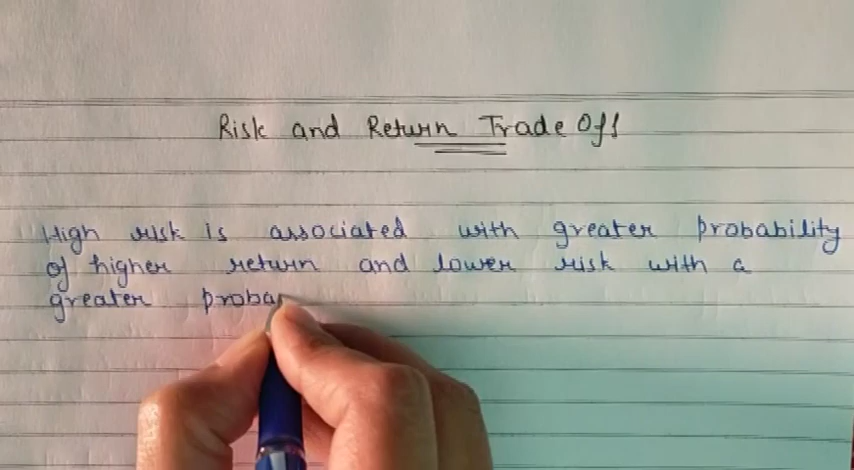 Risk and Return Trade Off
High risk is associated with greater probability
of higher return and lower risk with a
greater proba